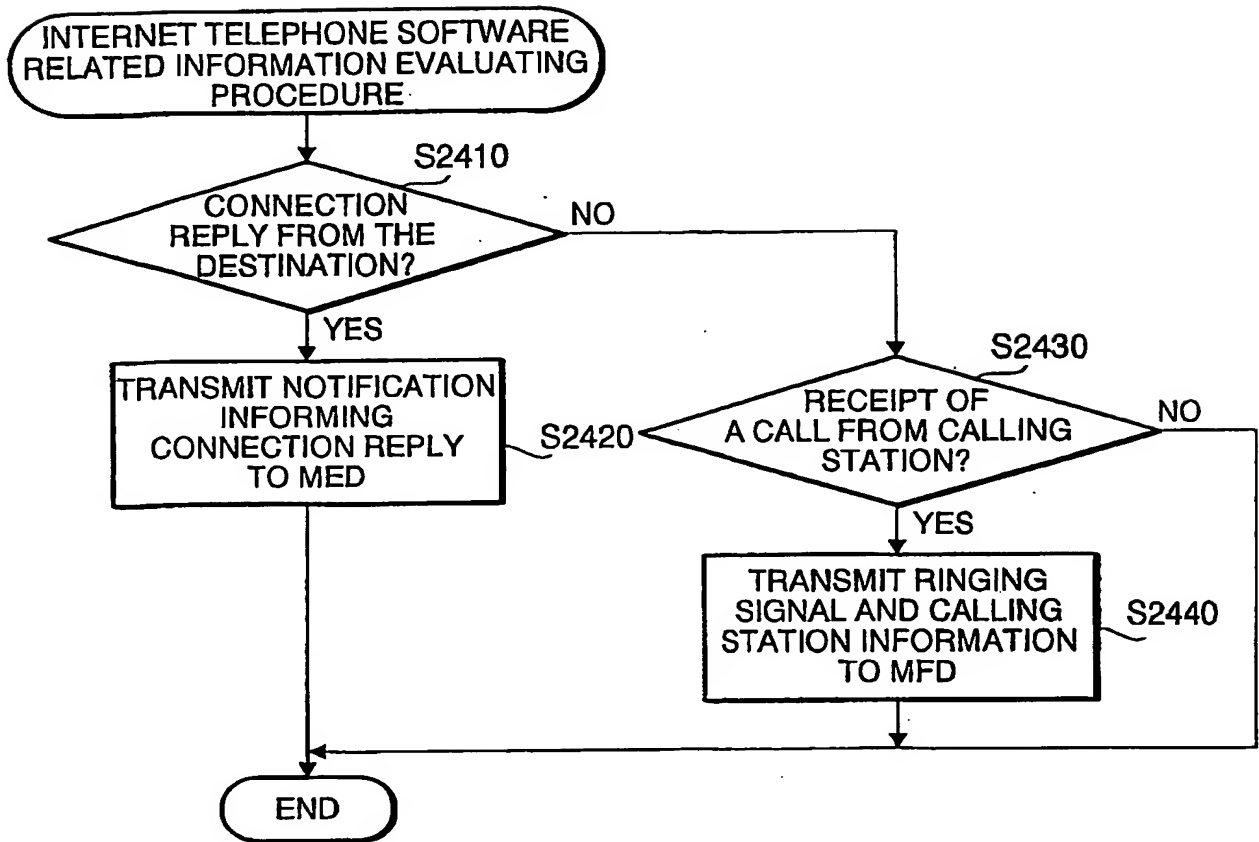 INTERNET TELEPHONE SOFTWARE
RELATED INFORMATION EVALUATING
PROCEDURE
S2410
CONNECTION
REPLY FROM THE
DESTINATION?
NO
YES
TRANSMIT NOTIFICATION
INFORMING
CONNECTION REPLY
TO MED
S2420
S2430
RECEIPT OF
A CALL FROM CALLING
STATION?
NO
YES
TRANSMIT RINGING
SIGNAL AND CALLING
STATION INFORMATION
TO MFD
S2440
END